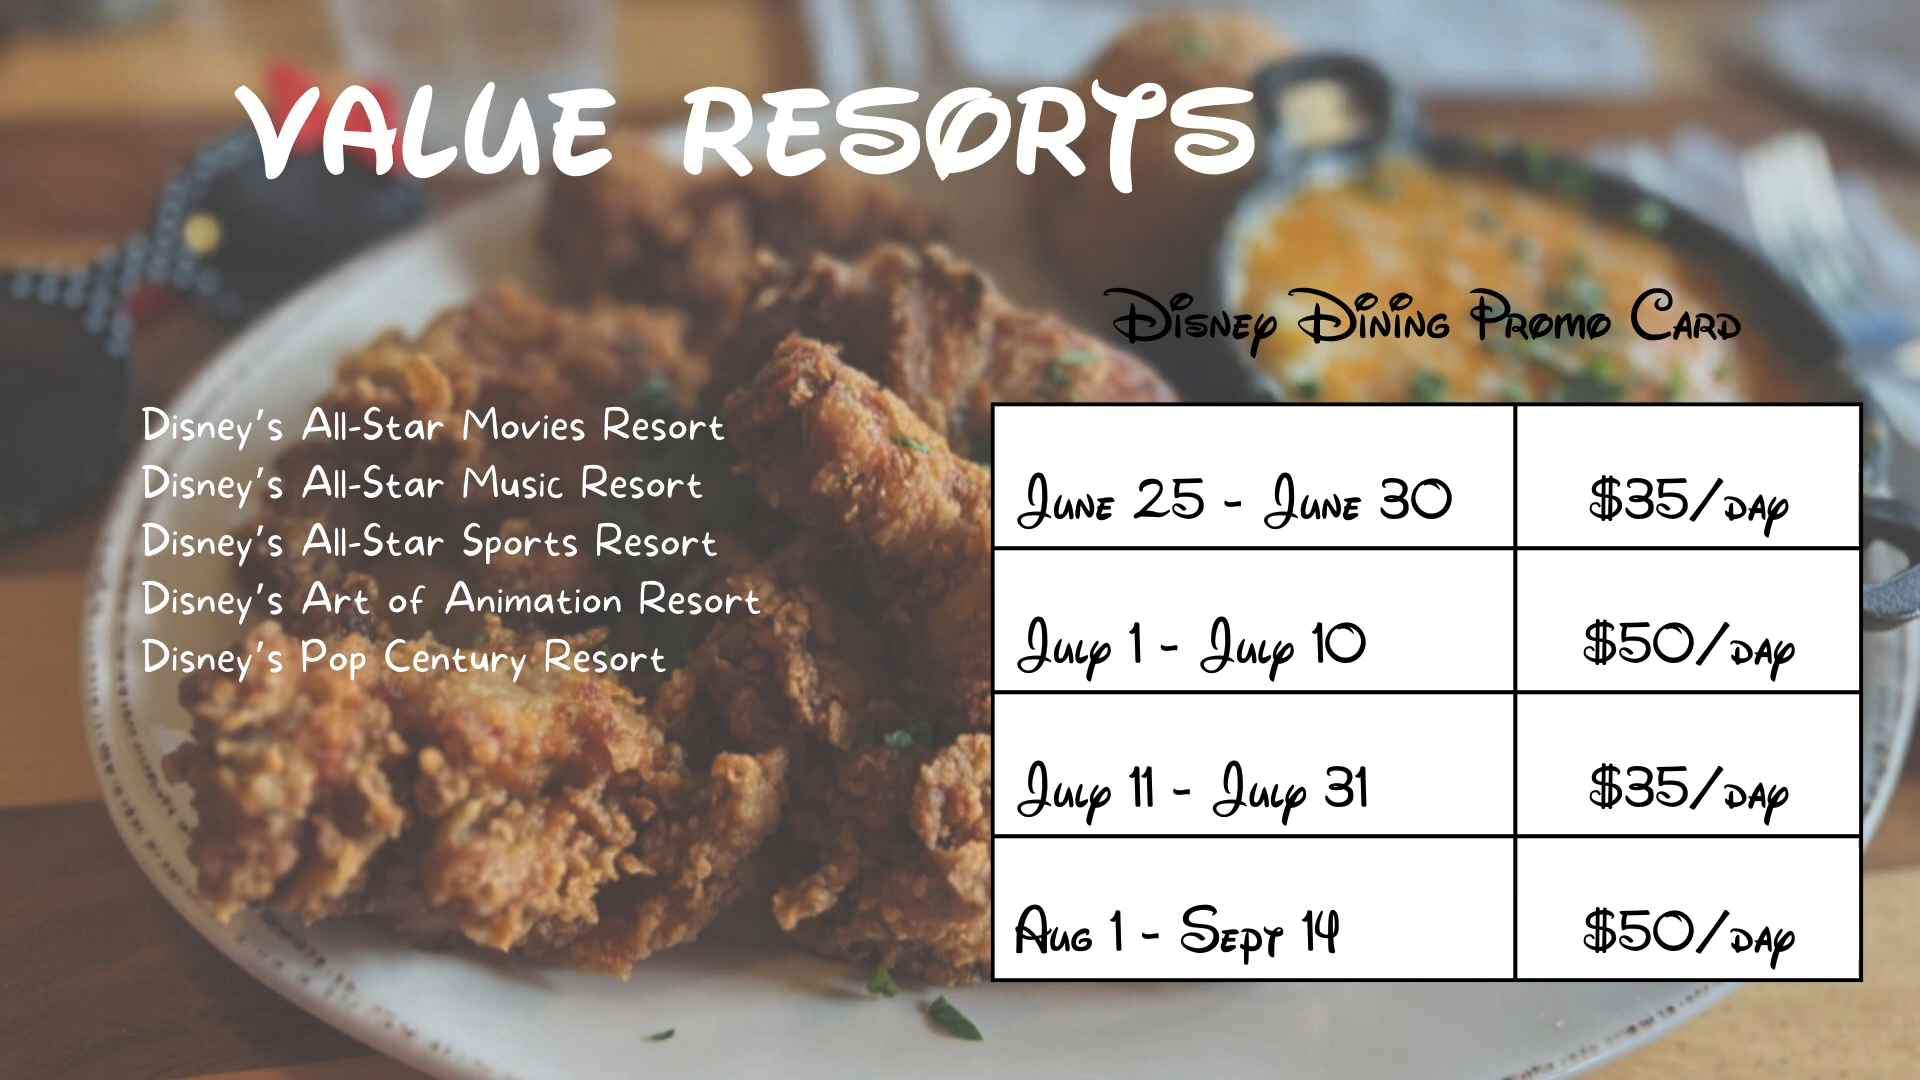 VALUE RESORTS
Disney's All-Star Movies Resort
Disney's All-Star Music Resort
Disney's All-Star Sports Resort
Disney's Art of Animation Resort
Disney's Pop Century Resort
Disney Dining Promo Card
June 25 - June 30 $35/day
July 1 - July 10 $50/day
July 11 - July 31 $35/day
Aug 1 - Sept 14 $50/day